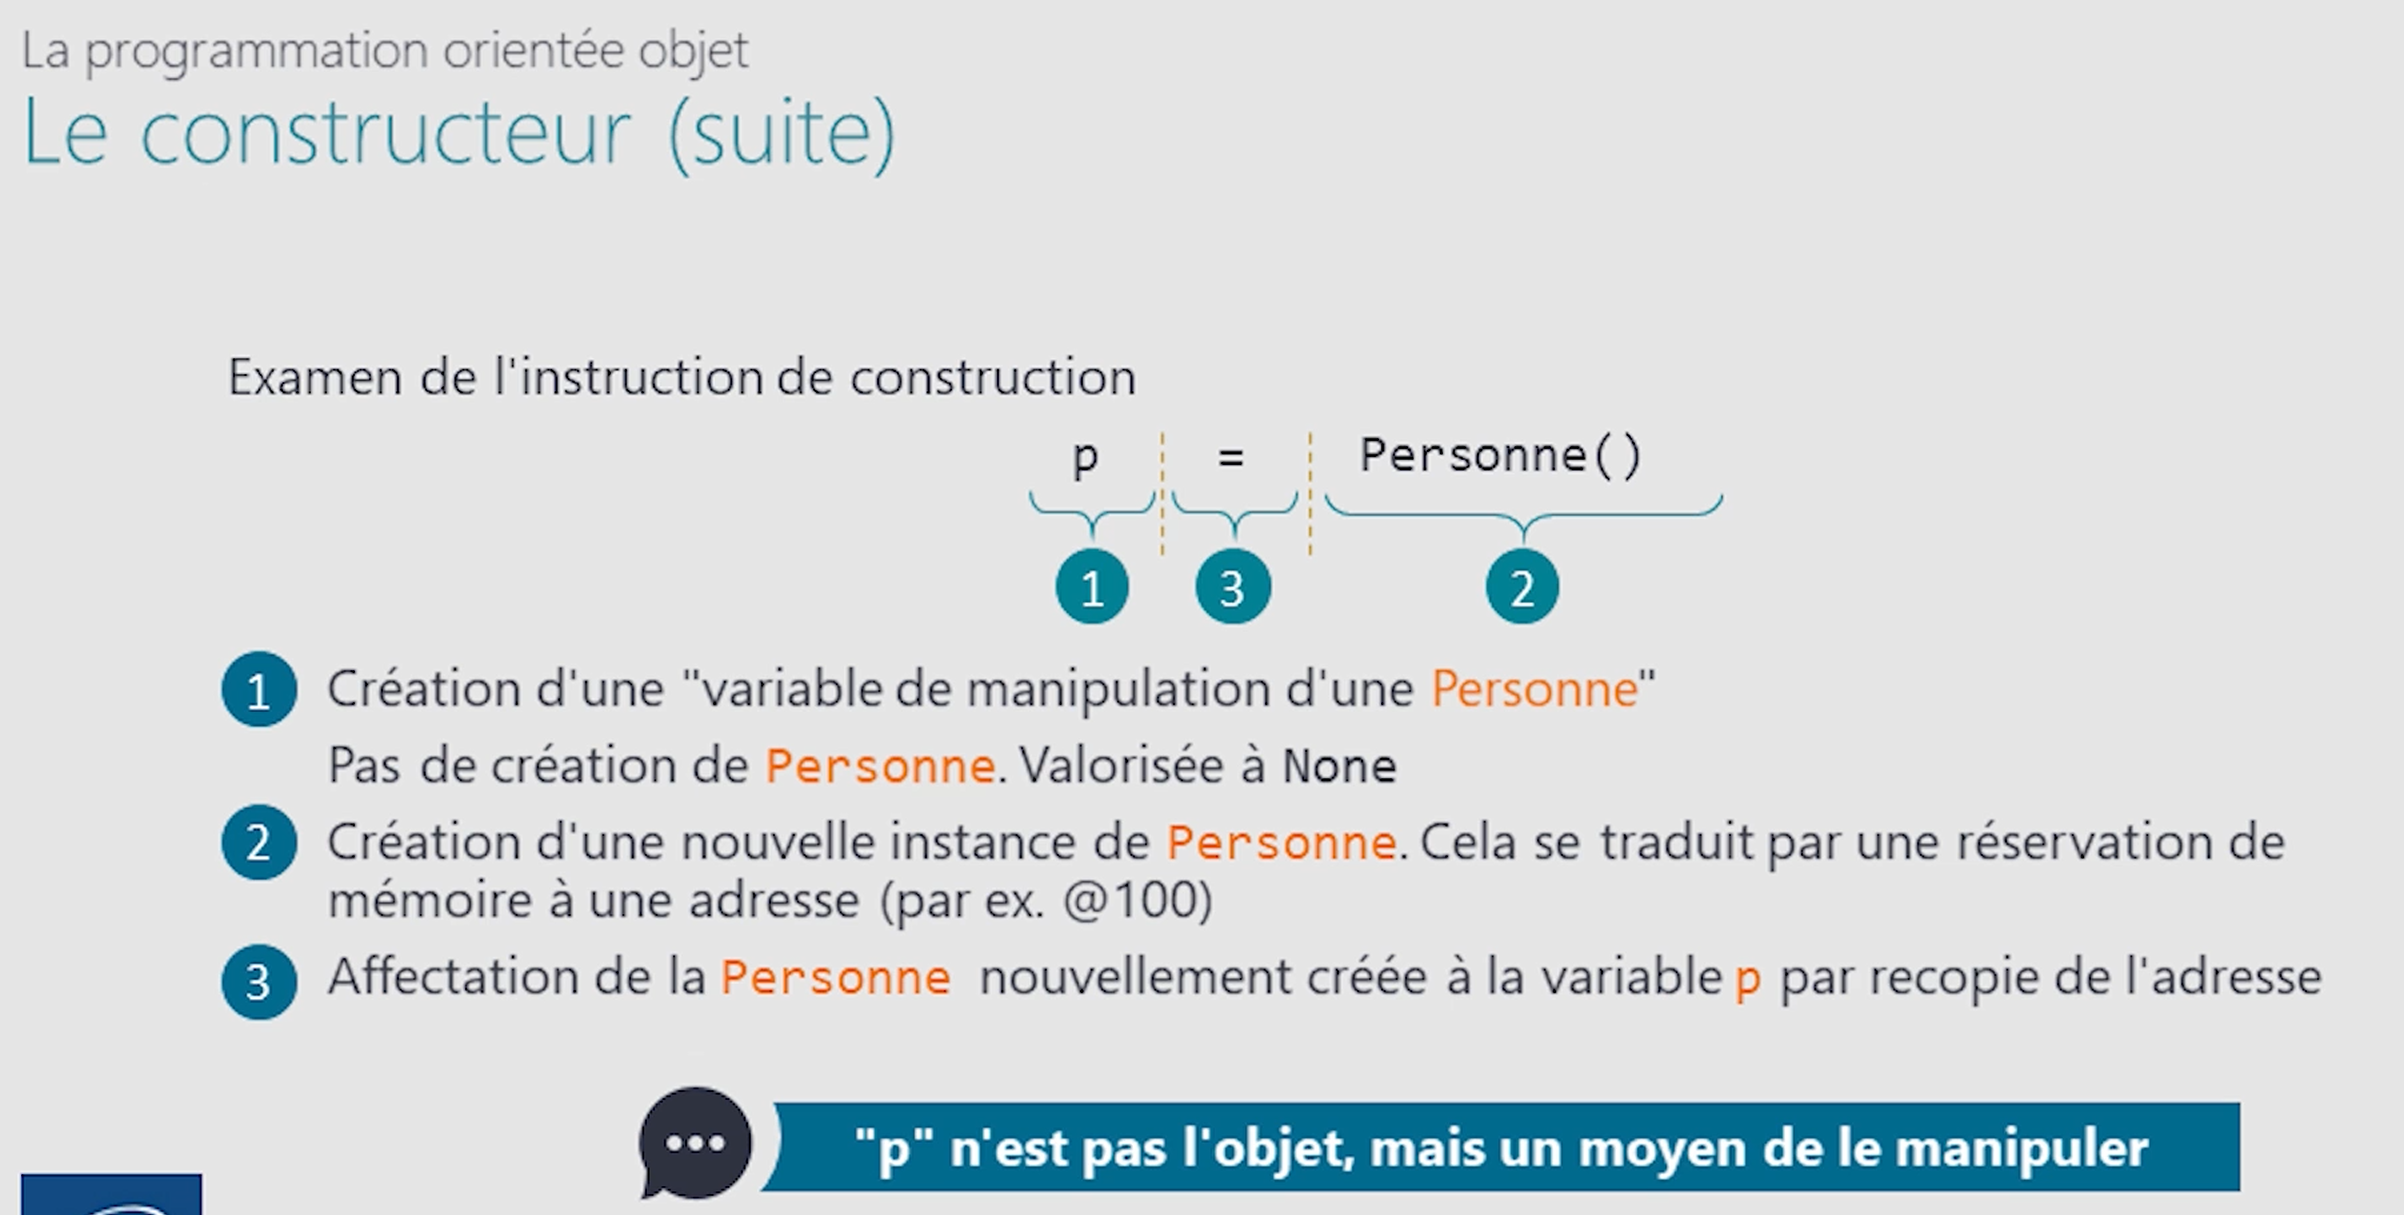 La programmation orientée objet
Le constructeur (suite)
Examen de l'instruction de construction
p = Personne()
1 3 2
1 Création d'une "variable de manipulation d'une Personne"
Pas de création de Personne. Valorisée à None
2 Création d'une nouvelle instance de Personne. Cela se traduit par une réservation de
mémoire à une adresse (par ex. @100)
3 Affectation de la Personne nouvellement créée à la variable p par recopie de l'adresse
"p" n'est pas l'objet, mais un moyen de le manipuler